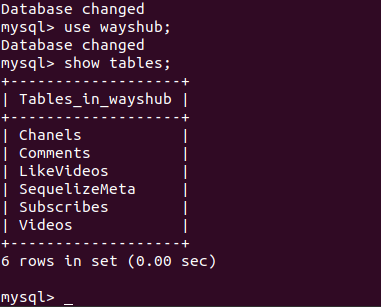 Database changed
mysql> use wayshub;
Database changed
mysql> show tables;
+-------------------+
| Tables_in_wayshub |
+-------------------+
| Chanels           |
| Comments          |
| LikeVideos        |
| SequelizeMeta     |
| Subscribes        |
| Videos            |
+-------------------+
6 rows in set (0.00 sec)
mysql> _